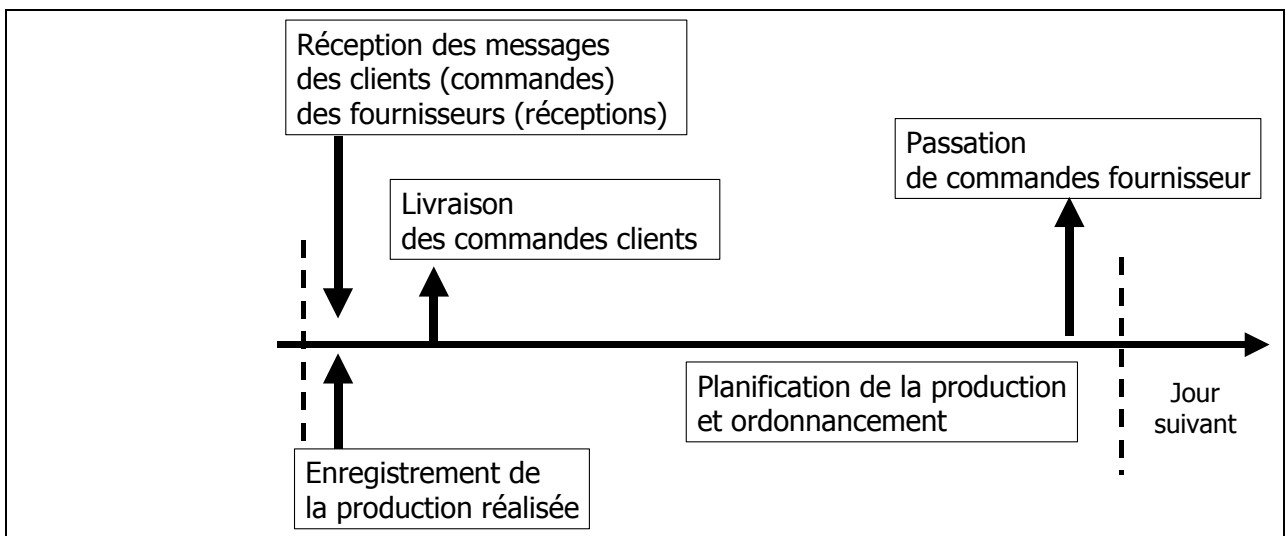 Réception des messages
des clients (commandes)
des fournisseurs (réceptions)
Livraison
des commandes clients
Passation
de commandes fournisseur
Planification de la production
et ordonnancement
Jour
suivant
Enregistrement de
la production réalisée